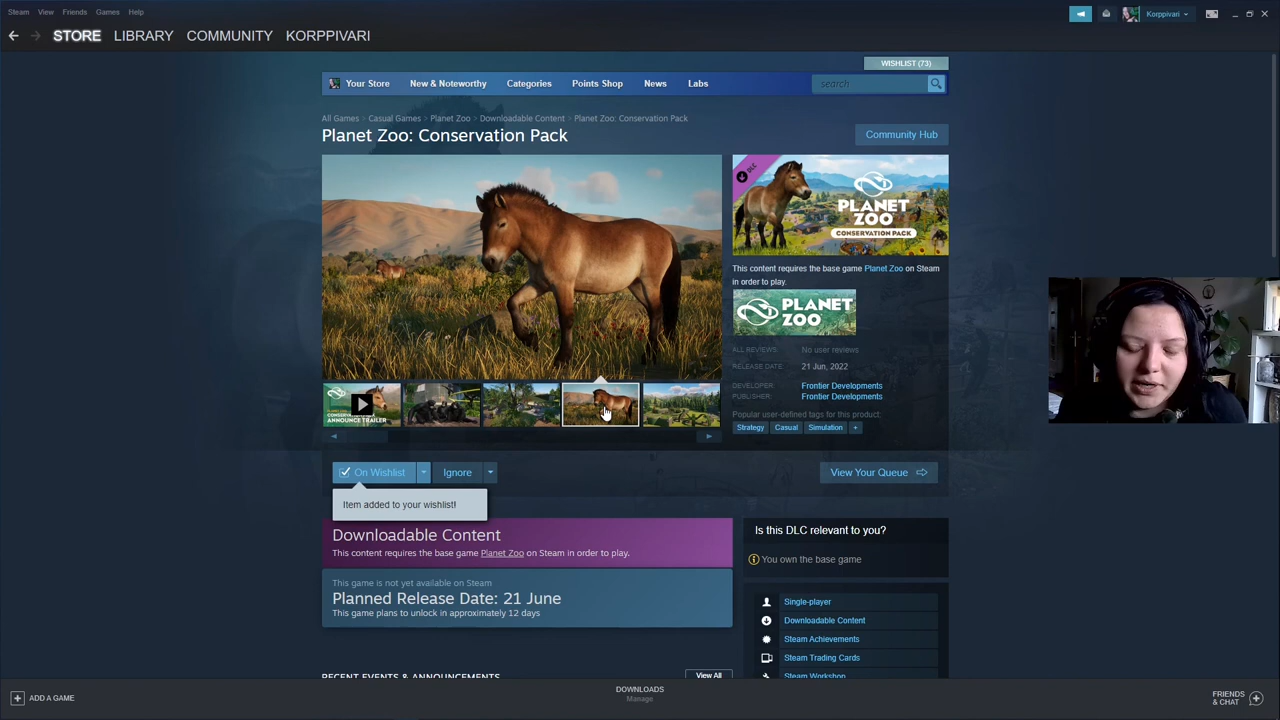 Steam View Friends Games Help
Korppivari
STORE LIBRARY COMMUNITY KORPPIVARI
WISHLIST (73)
Your Store New & Noteworthy Categories Points Shop News Labs search
All Games > Casual Games > Planet Zoo > Downloadable Content > Planet Zoo: Conservation Pack
Planet Zoo: Conservation Pack
Community Hub
DLC
PLANET ZOO
CONSERVATION PACK
This content requires the base game Planet Zoo on Steam
in order to play.
PLANET ZOO
ALL REVIEWS: No user reviews
RELEASE DATE: 21 Jun, 2022
DEVELOPER: Frontier Developments
PUBLISHER: Frontier Developments
Popular user-defined tags for this product:
Strategy Casual Simulation +
ANNOUNCE TRAILER
On Wishlist Ignore View Your Queue
Item added to your wishlist!
Downloadable Content
This content requires the base game Planet Zoo on Steam in order to play.
Is this DLC relevant to you?
You own the base game
This game is not yet available on Steam
Planned Release Date: 21 June
This game plans to unlock in approximately 12 days
Single-player
Downloadable Content
Steam Achievements
Steam Trading Cards
Steam Workshop
RECENT EVENTS & ANNOUNCEMENTS View All
ADD A GAME
DOWNLOADS
Manage
FRIENDS
& CHAT